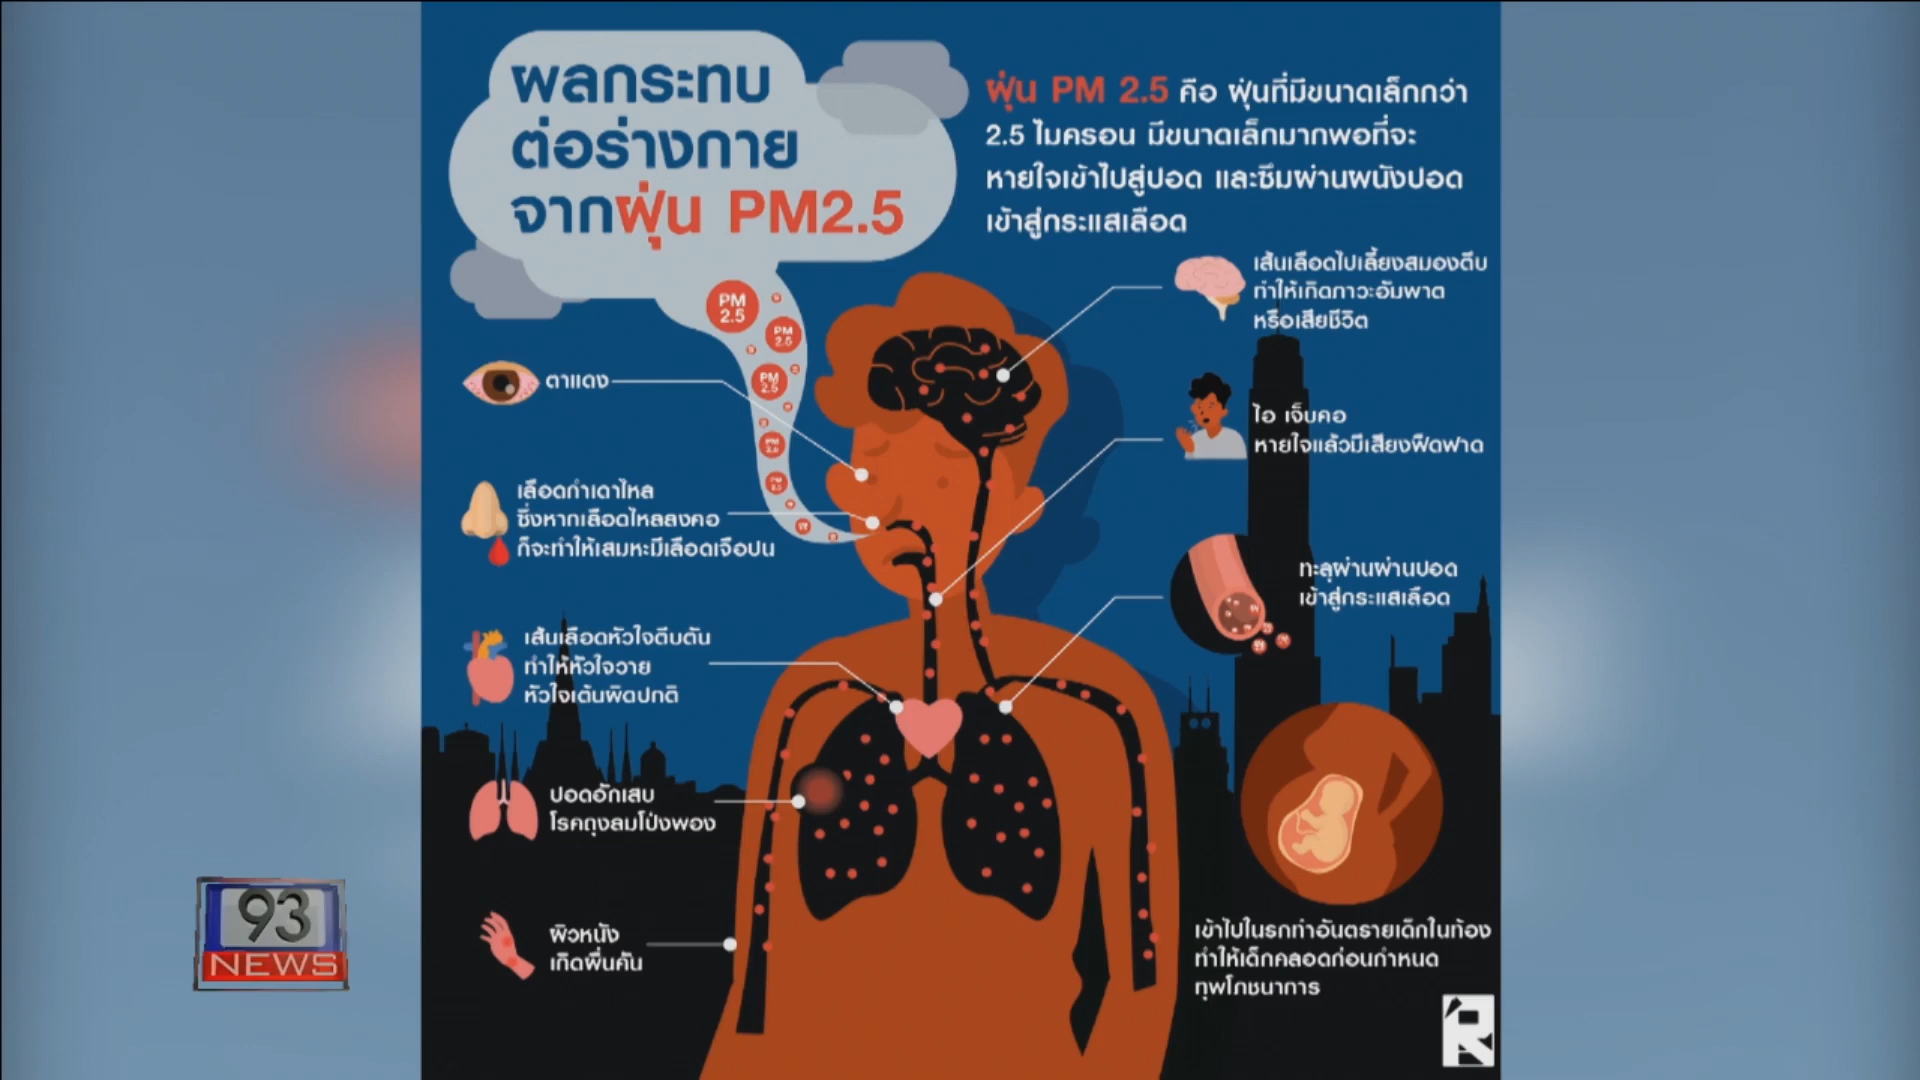 ผลกระทบ
ต่อร่างกาย
จากฝุ่น PM2.5
ฝุ่น PM 2.5 คือ ฝุ่นที่มีขนาดเล็กกว่า
2.5 ไมครอน มีขนาดเล็กมากพอที่จะ
หายใจเข้าไปสู่ปอด และซึมผ่านผนังปอด
เข้าสู่กระแสเลือด
PM
2.5
PM
2.5
PM
2.5
PM
2.5
PM
2.5
ตาแดง
เลือดกำเดาไหล
ซึ่งหากเลือดไหลลงคอ
ก็จะทำให้เสมหะมีเลือดเจือปน
เส้นเลือดหัวใจตีบตัน
ทำให้หัวใจวาย
หัวใจเต้นผิดปกติ
ปอดอักเสบ
โรคถุงลมโป่งพอง
ผิวหนัง
เกิดผื่นคัน
เส้นเลือดไปเลี้ยงสมองตีบ
ทำให้เกิดภาวะอัมพาต
หรือเสียชีวิต
ไอ เจ็บคอ
หายใจแล้วมีเสียงฟืดฟาด
ทะลุผ่านผ่านปอด
เข้าสู่กระแสเลือด
เข้าไปในรกทำอันตรายเด็กในท้อง
ทำให้เด็กคลอดก่อนกำหนด
ทุพโภชนาการ
R
93
NEWS